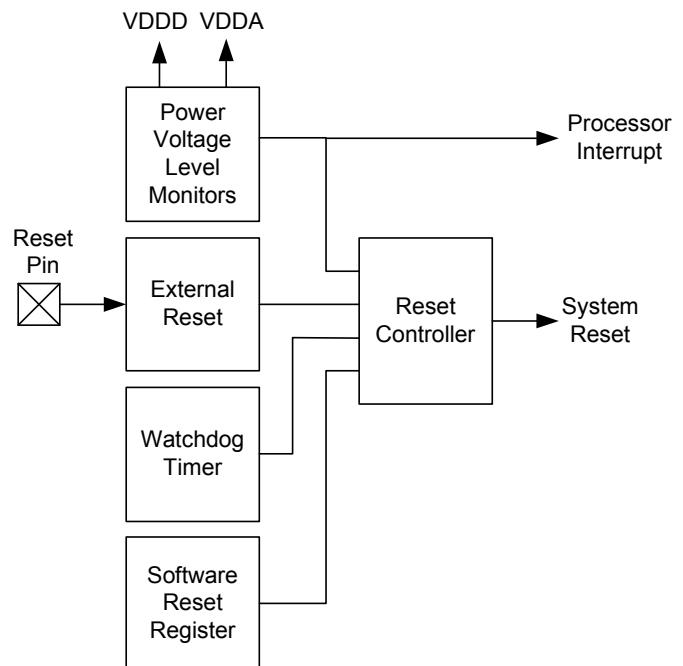 VDDD
VDDA
Power
Voltage
Level
Monitors
Processor
Interrupt
Reset
Pin
External
Reset
Reset
Controller
System
Reset
Watchdog
Timer
Software
Reset
Register